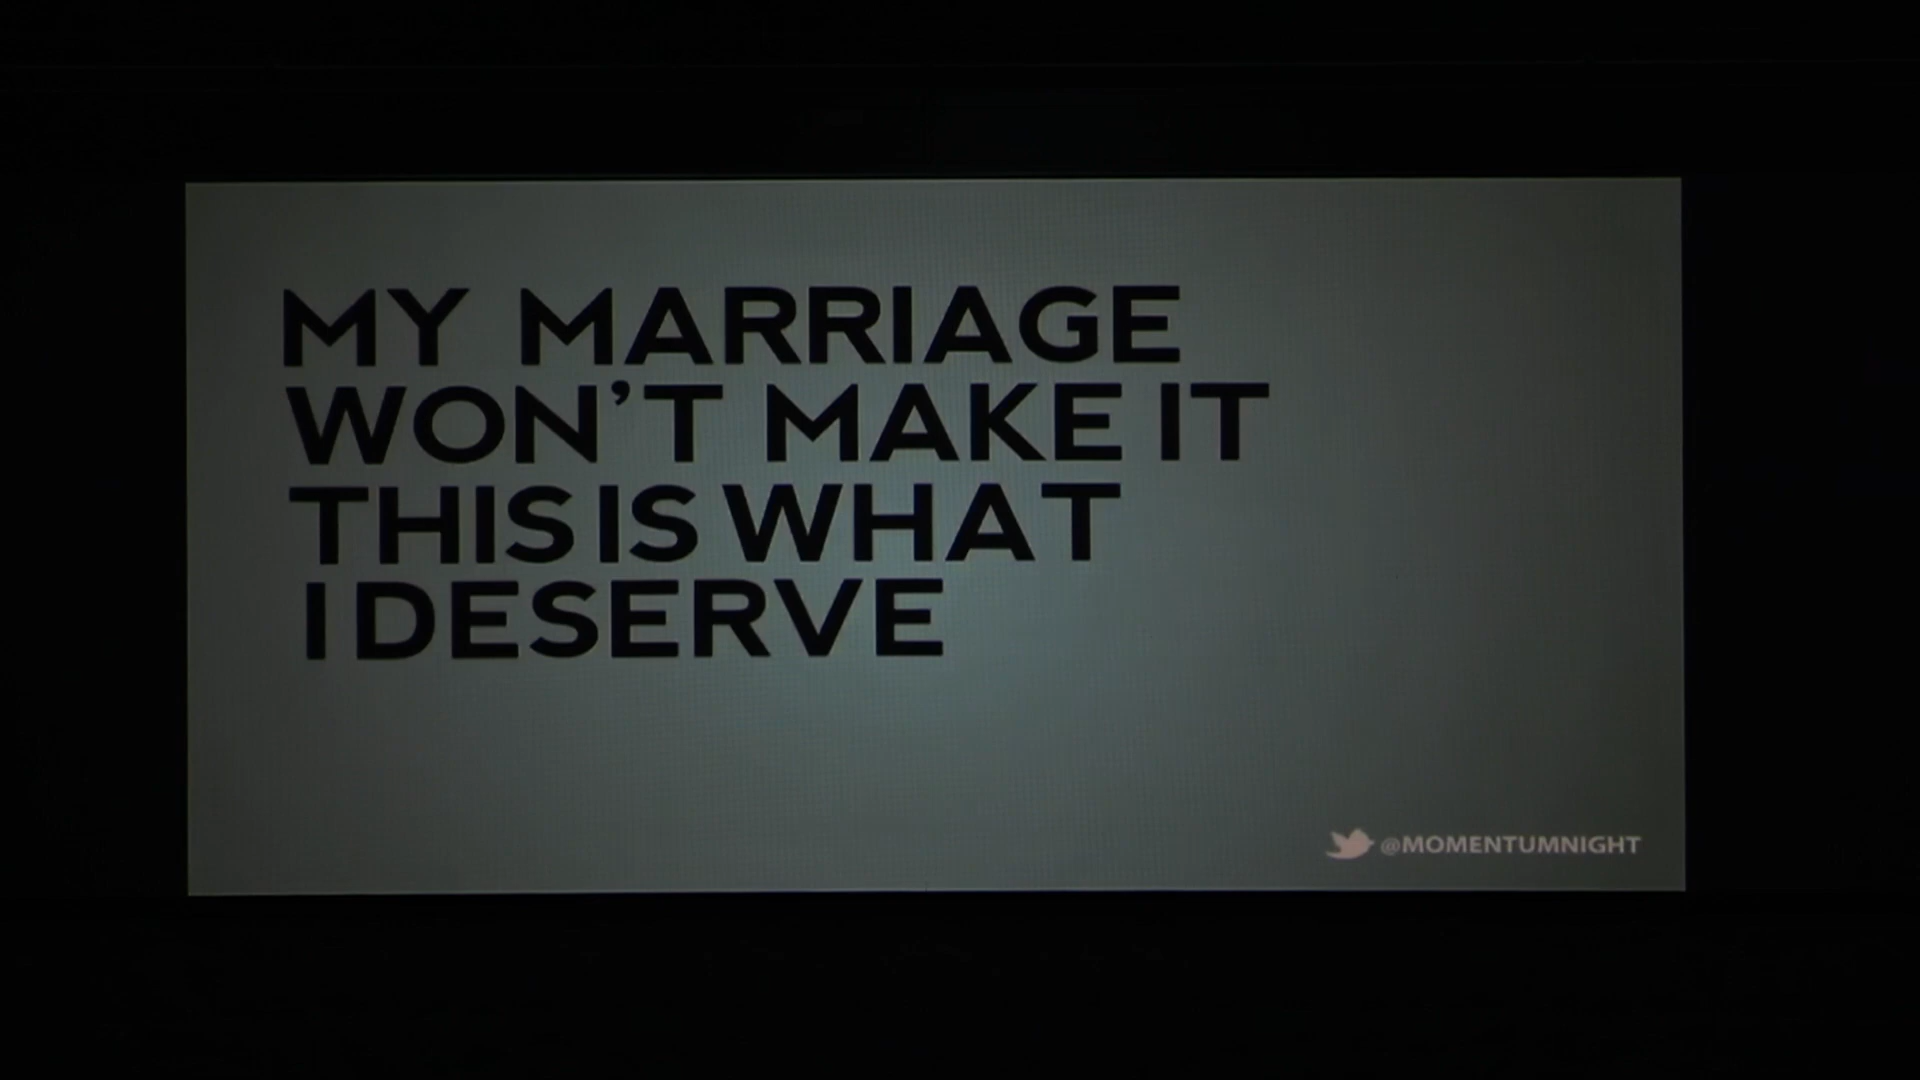 MY MARRIAGE
WON'T MAKE IT
THIS IS WHAT
I DESERVE
@MOMENTUMNIGHT